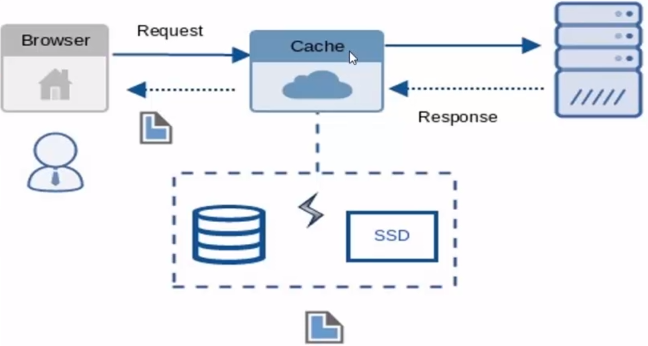 Browser
Request
Cache
Response
SSD